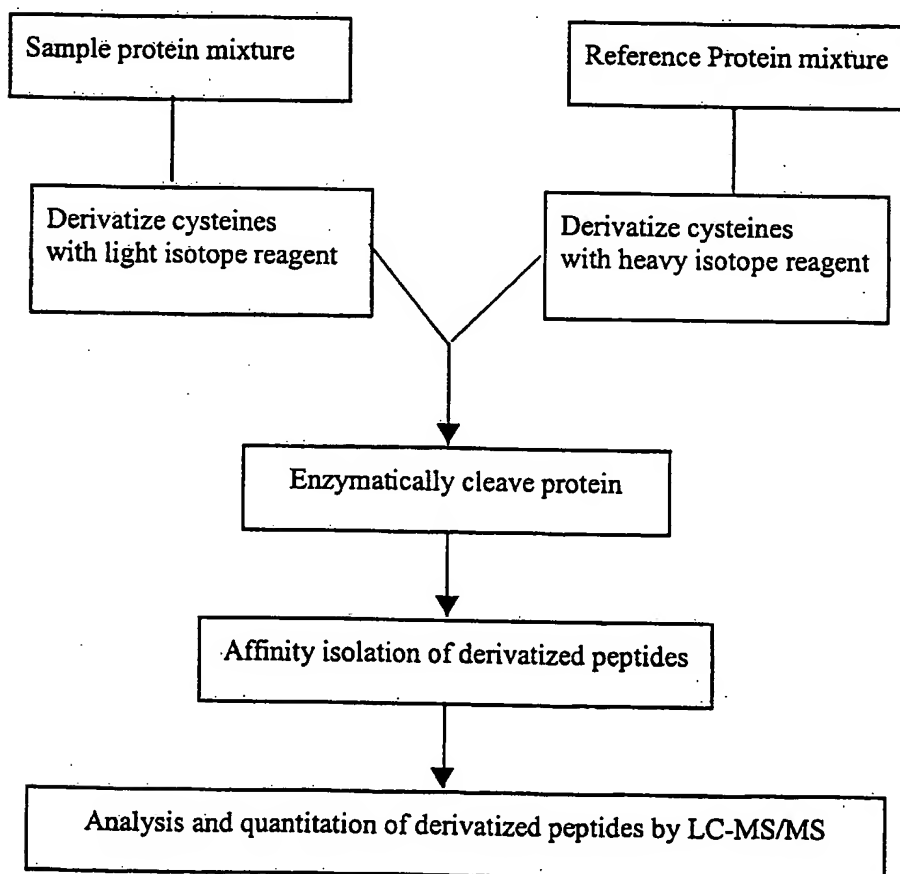 Sample protein mixture
Reference Protein mixture
Derivatize cysteines
with light isotope reagent
Derivatize cysteines
with heavy isotope reagent
Enzymatically cleave protein
Affinity isolation of derivatized peptides
Analysis and quantitation of derivatized peptides by LC-MS/MS